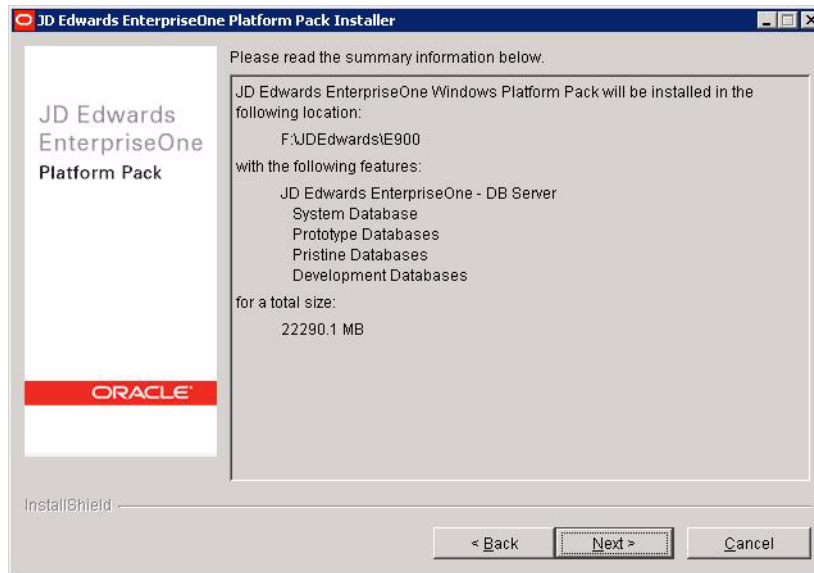 JD Edwards EnterpriseOne Platform Pack Installer
JD Edwards
EnterpriseOne
Platform Pack
ORACLE
Please read the summary information below.
JD Edwards EnterpriseOne Windows Platform Pack will be installed in the
following location:
F:\JDEdwards\E900
with the following features:
JD Edwards EnterpriseOne - DB Server
System Database
Prototype Databases
Pristine Databases
Development Databases
for a total size:
22290.1 MB
InstallShield
< Back
Next >
Cancel